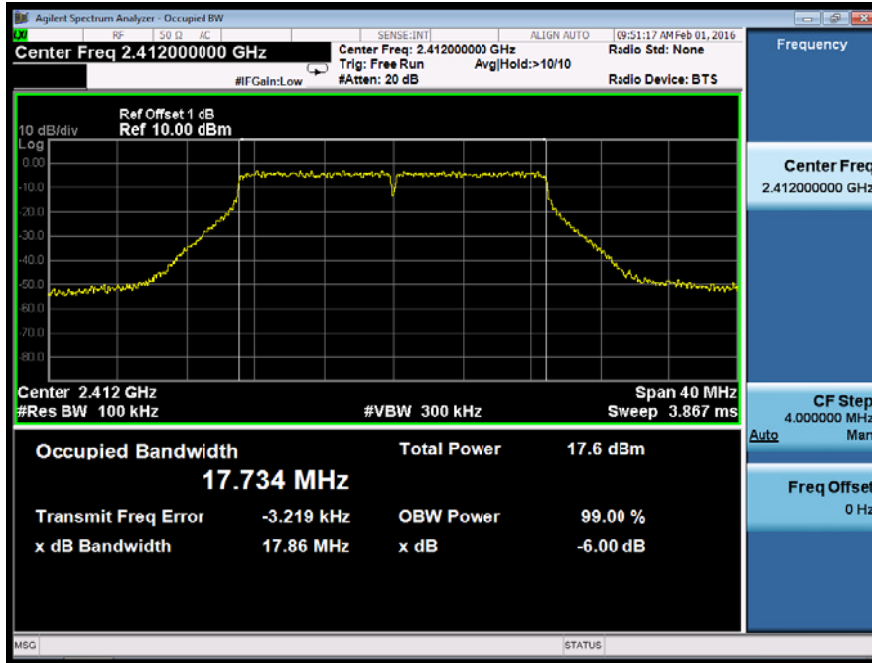 Agilent Spectrum Analyzer - Occupiel BW
LXI RF 50 Ω AC SENSE:INT ALIGN AUTO 09:51:17 AM Feb 01, 2016
Center Freq 2.412000000 GHz
Center Freq: 2.412000000 GHz
Radio Std: None
Trig: Free Run Avg|Hold:>10/10
#IFGain:Low #Atten: 20 dB Radio Device: BTS
Ref Offset 1 dB
10 dB/div Ref 10.00 dBm
Log
0.00
-10.0
-20.0
-30.0
-40.0
-50.0
-60.0
-70.0
-80.0
Center 2.412 GHz Span 40 MHz
#Res BW 100 kHz #VBW 300 kHz Sweep 3.867 ms
Occupied Bandwidth Total Power 17.6 dBm
17.734 MHz
Transmit Freq Error -3.219 kHz OBW Power 99.00 %
x dB Bandwidth 17.86 MHz x dB -6.00 dB
MSG STATUS
Frequency
Center Freq
2.412000000 GHz
CF Step
4.000000 MHz
Auto Man
Freq Offset
0 Hz